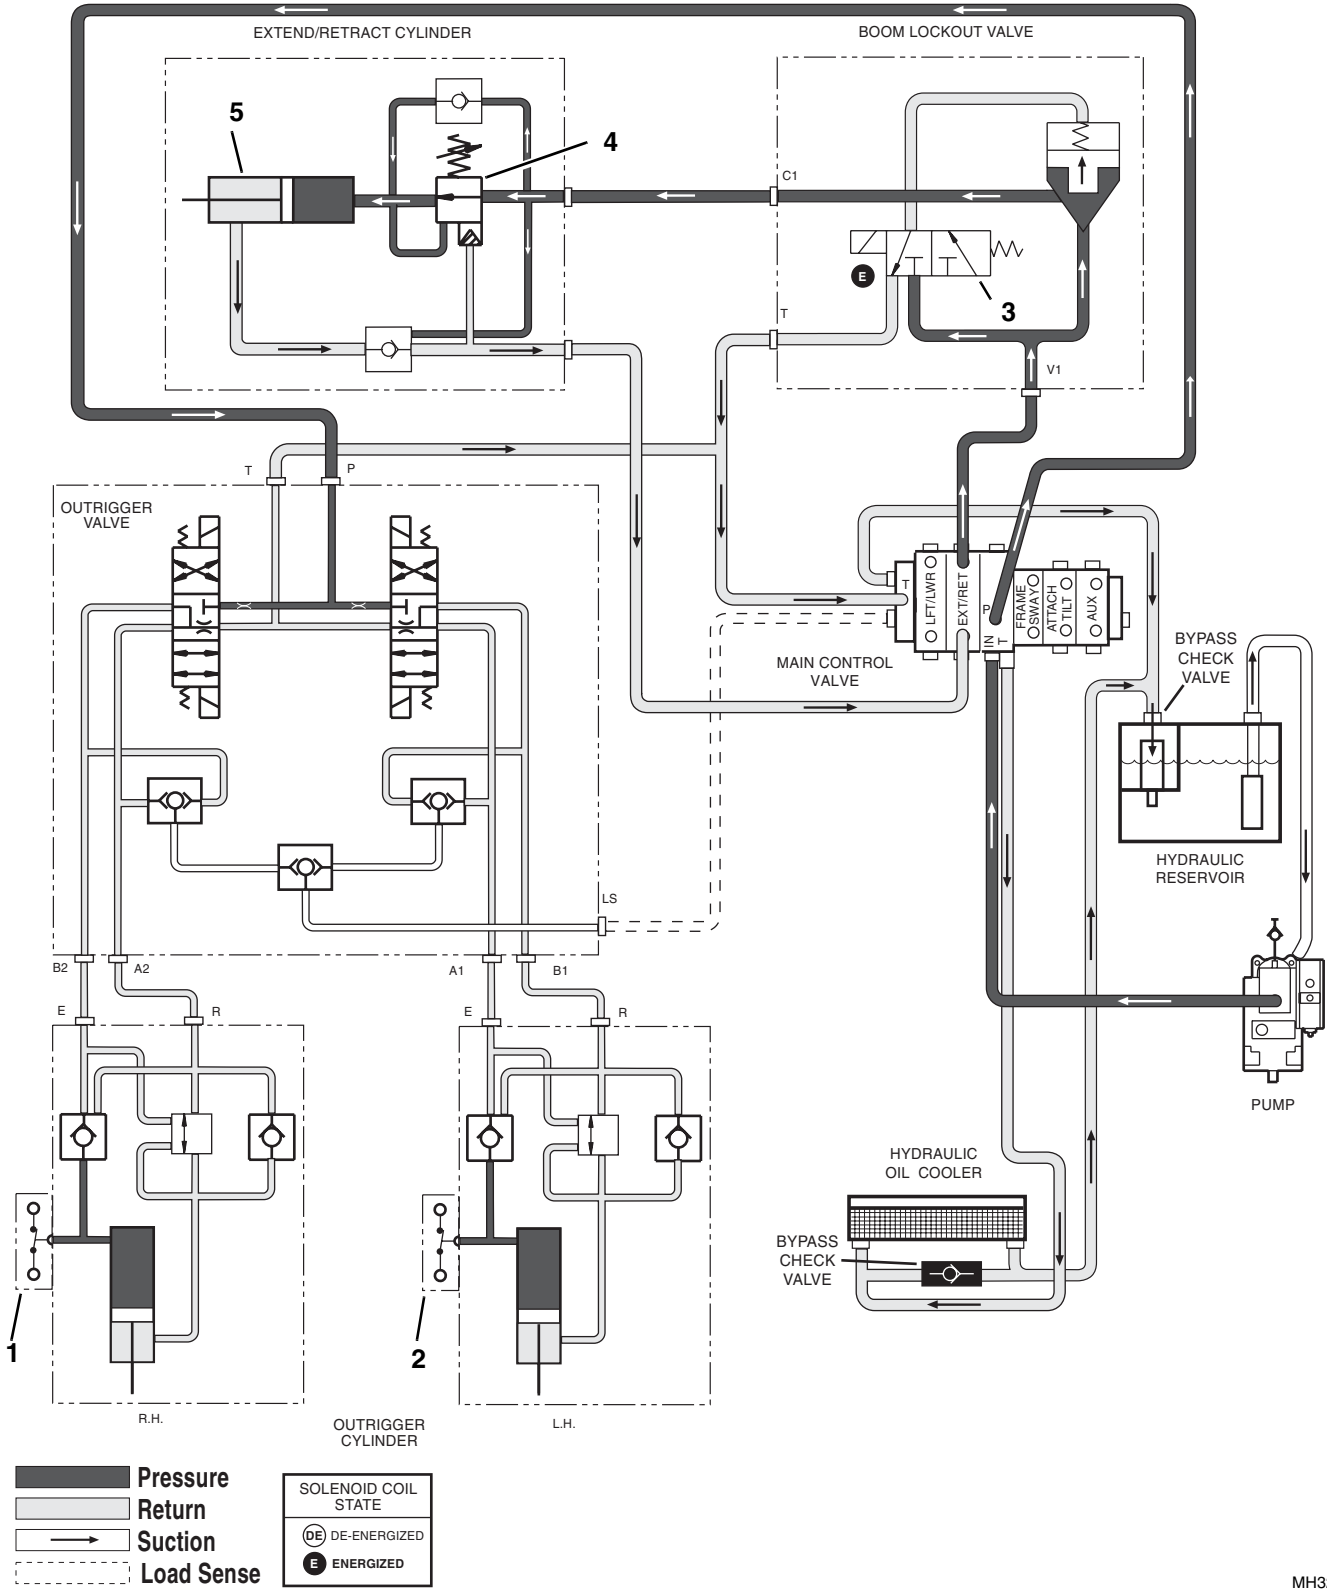 EXTEND/RETRACT CYLINDER
BOOM LOCKOUT VALVE
5
4
C1
E
3
T
V1
T
P
OUTRIGGER
VALVE
T
LFT/LWR
EXT/RET
P
IN
T
FRAME
SWAY
ATTACH
TILT
AUX
MAIN CONTROL
VALVE
BYPASS
CHECK
VALVE
HYDRAULIC
RESERVOIR
LS
B2
A2
A1
B1
E
R
E
R
PUMP
HYDRAULIC
OIL COOLER
BYPASS
CHECK
VALVE
1
2
R.H.
L.H.
OUTRIGGER
CYLINDER
Pressure
Return
Suction
Load Sense
SOLENOID COIL
STATE
DE DE-ENERGIZED
E ENERGIZED